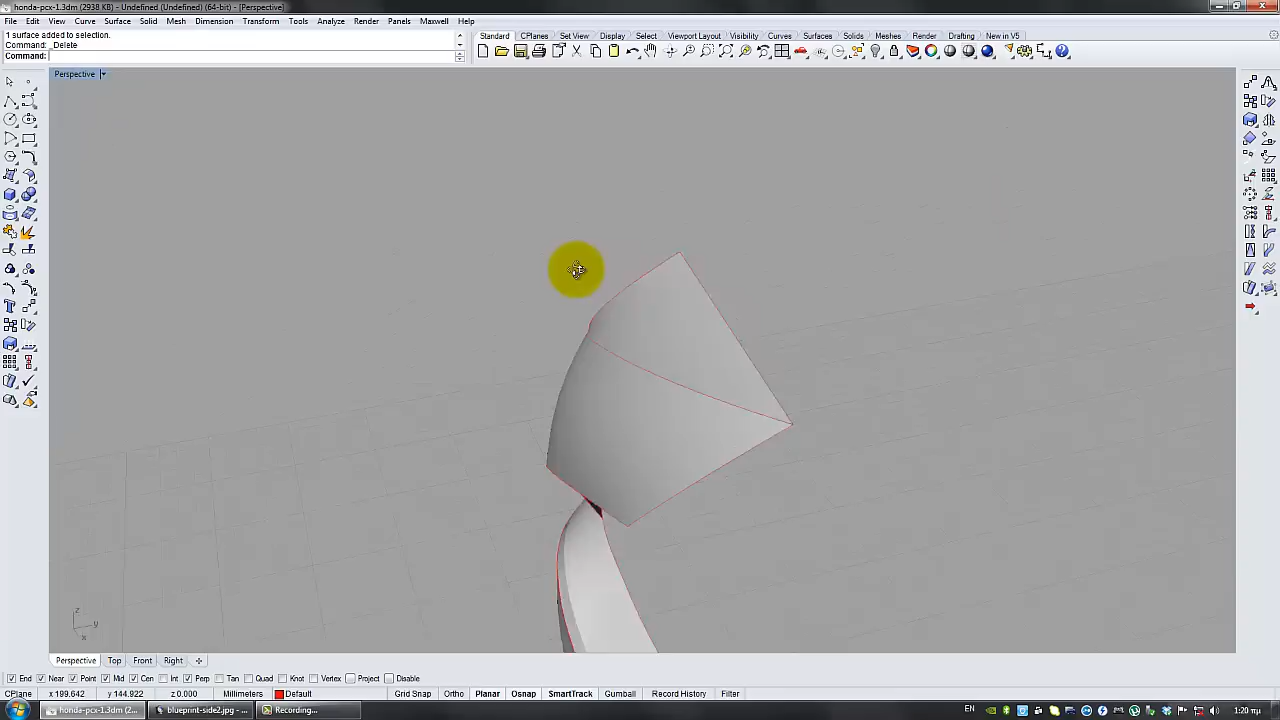 honda-pcx-1.3dm (2938 KB) - Undefined (Undefined) (64-bit) - [Perspective]
File Edit View Curve Surface Solid Mesh Dimension Transform Tools Analyze Render Panels Maxwell Help
1 surface added to selection.
Command: _Delete
Command:
Standard CPlanes Set View Display Select Viewport Layout Visibility Curves Surfaces Solids Meshes Render Drafting New in V5
Perspective
z
y
x
Perspective Top Front Right
End Near Point Mid Cen Int Perp Tan Quad Knot Vertex Project Disable
CPlane x 199.642 y 144.922 z 0.000 Millimeters Default Grid Snap Ortho Planar Osnap SmartTrack Gumball Record History Filter
honda-pcx-1.3dm (2... blueprint-side2.jpg - ... Recording... EN 1:20 πμ